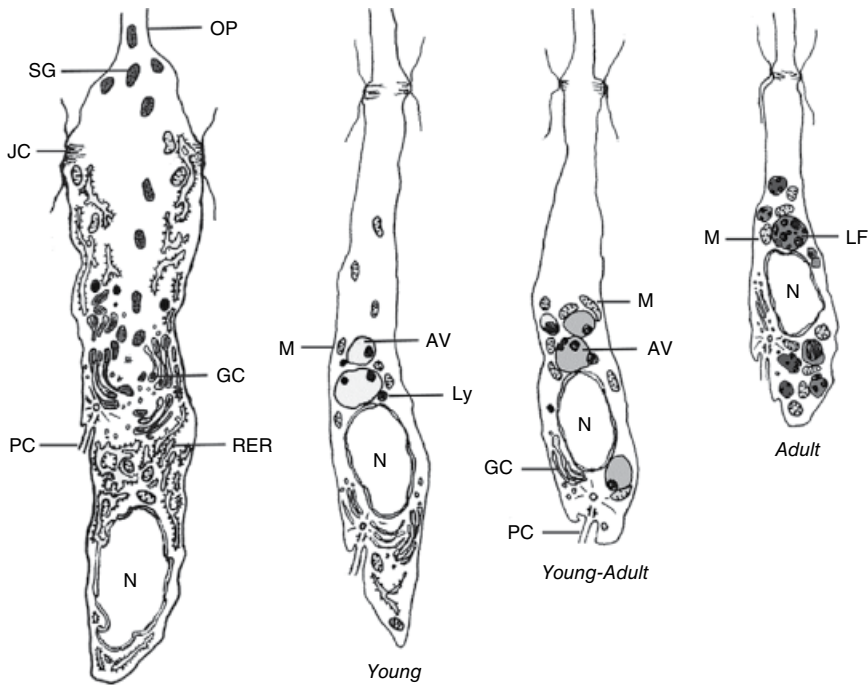 OP
SG
JC
GC
PC
RER
N
M
AV
Ly
N
Young
M
AV
N
GC
PC
Young-Adult
M
LF
N
Adult